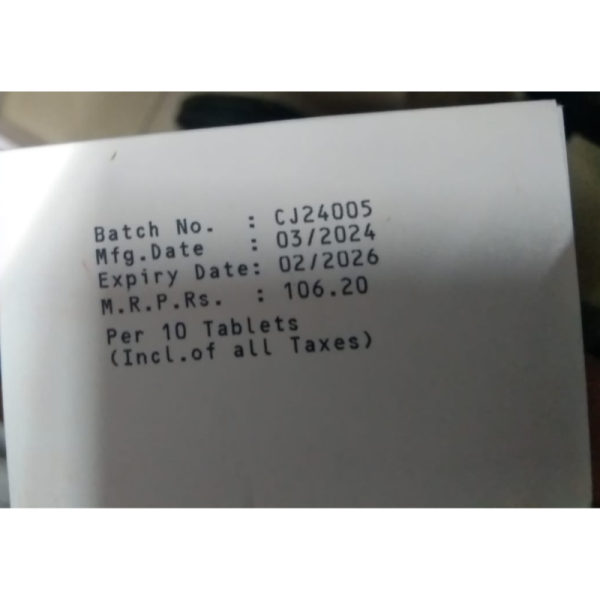 Batch No. : CJ24005
Mfg.Date : 03/2024
Expiry Date: 02/2026
M.R.P.Rs. : 106.20
Per 10 Tablets
(Incl.of all Taxes)